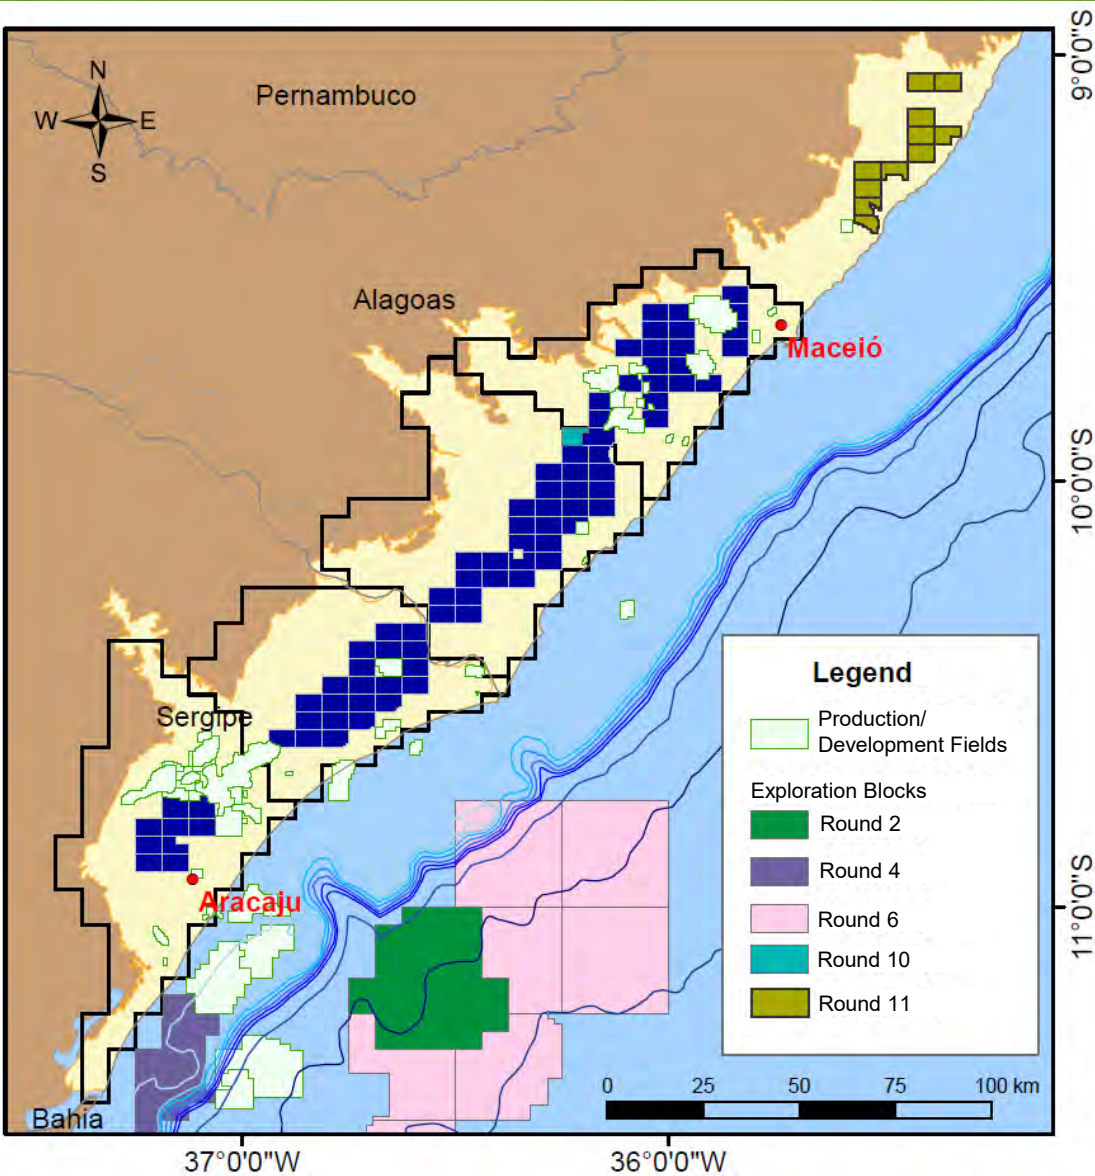 N
W E
S
Pernambuco
Alagoas
Maceió
Sergipe
Aracaju
Bahia
9°0'0"S
10°0'0"S
11°0'0"S
Legend
Production/
Development Fields
Exploration Blocks
Round 2
Round 4
Round 6
Round 10
Round 11
0 25 50 75 100 km
37°0'0"W 36°0'0"W